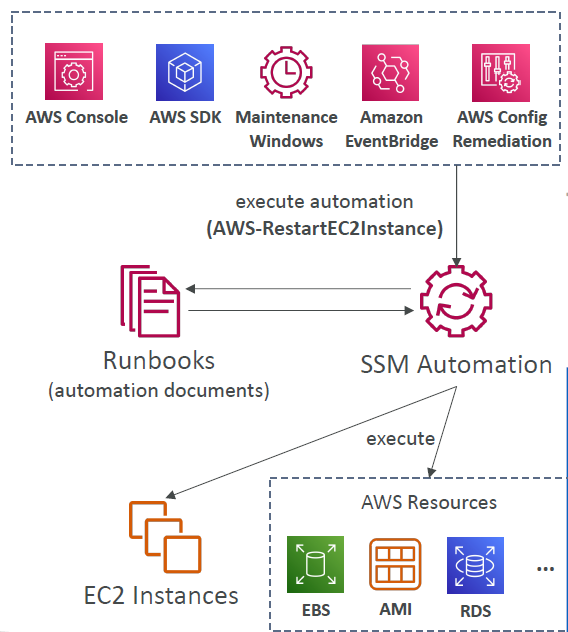 AWS Console AWS SDK Maintenance Amazon AWS Config
Windows EventBridge Remediation
execute automation
(AWS-RestartEC2Instance)
Runbooks SSM Automation
(automation documents)
execute
AWS Resources
EC2 Instances EBS AMI RDS ...